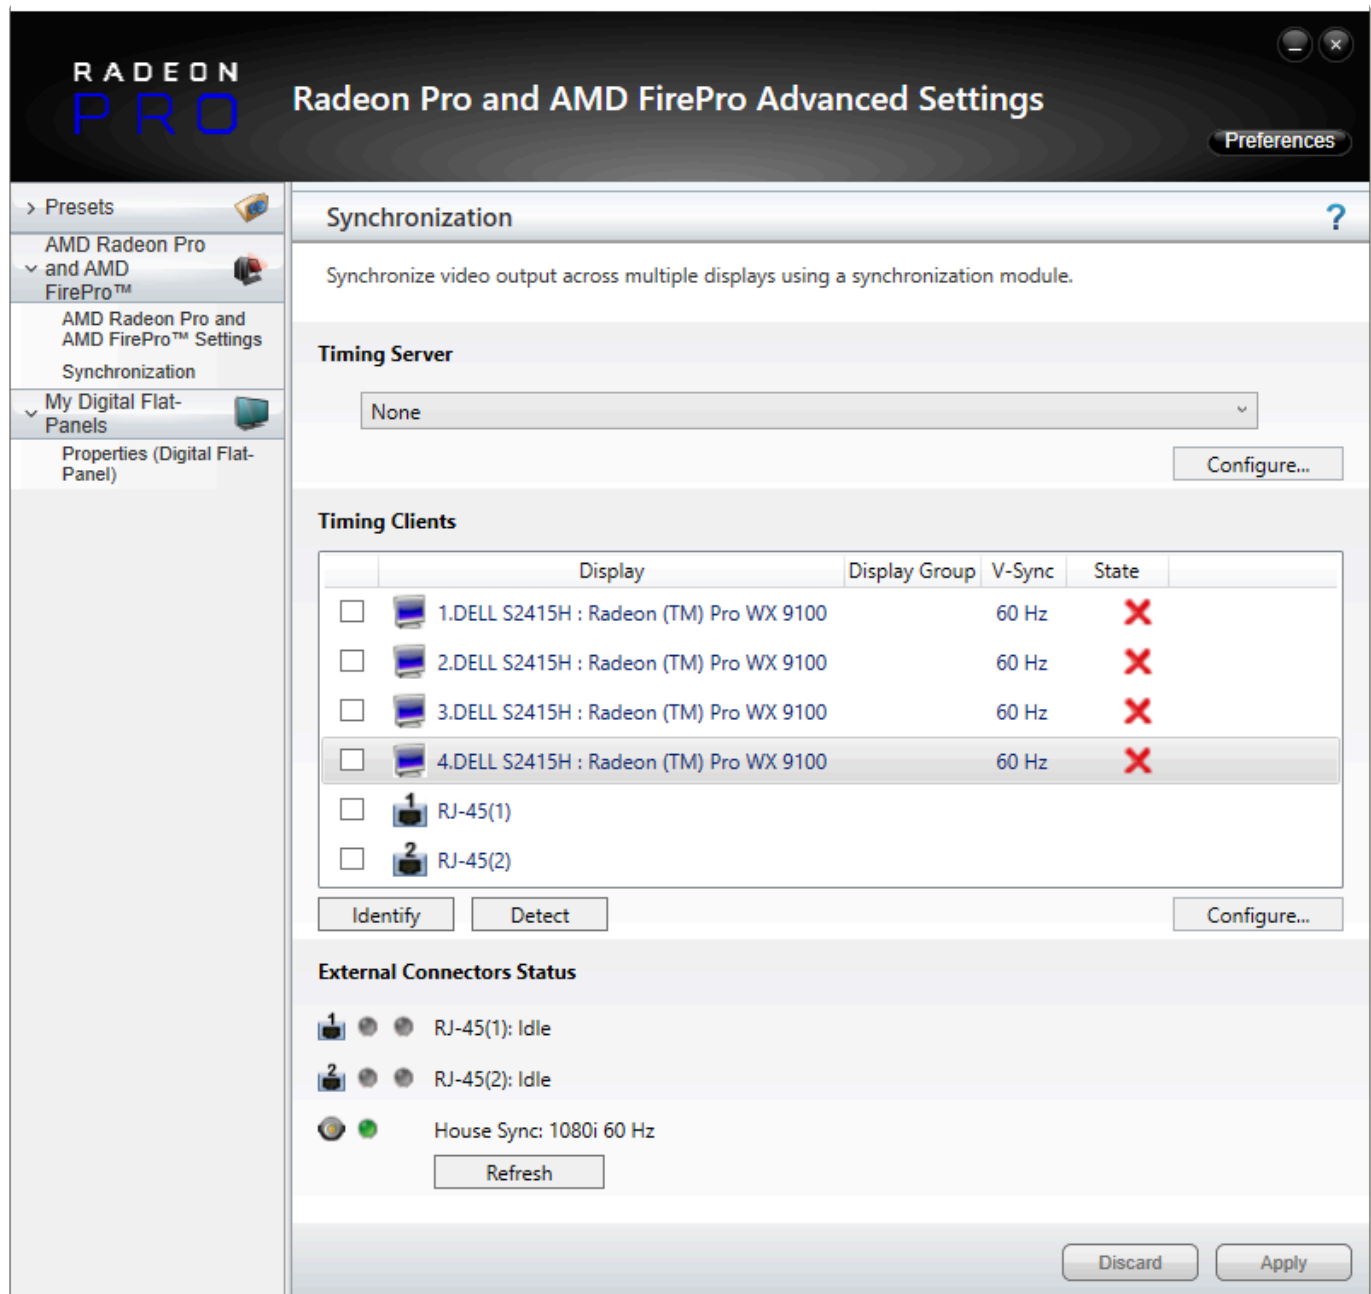 RADEON
PRO
Radeon Pro and AMD FirePro Advanced Settings
Preferences
Presets
AMD Radeon Pro
and AMD
FirePro™
AMD Radeon Pro and
AMD FirePro™ Settings
Synchronization
My Digital Flat-
Panels
Properties (Digital Flat-
Panel)
Synchronization
?
Synchronize video output across multiple displays using a synchronization module.
Timing Server
None
Configure...
Timing Clients
Display Display Group V-Sync State
1.DELL S2415H : Radeon (TM) Pro WX 9100 60 Hz
2.DELL S2415H : Radeon (TM) Pro WX 9100 60 Hz
3.DELL S2415H : Radeon (TM) Pro WX 9100 60 Hz
4.DELL S2415H : Radeon (TM) Pro WX 9100 60 Hz
1 RJ-45(1)
2 RJ-45(2)
Identify Detect Configure...
External Connectors Status
1 RJ-45(1): Idle
2 RJ-45(2): Idle
House Sync: 1080i 60 Hz
Refresh
Discard Apply